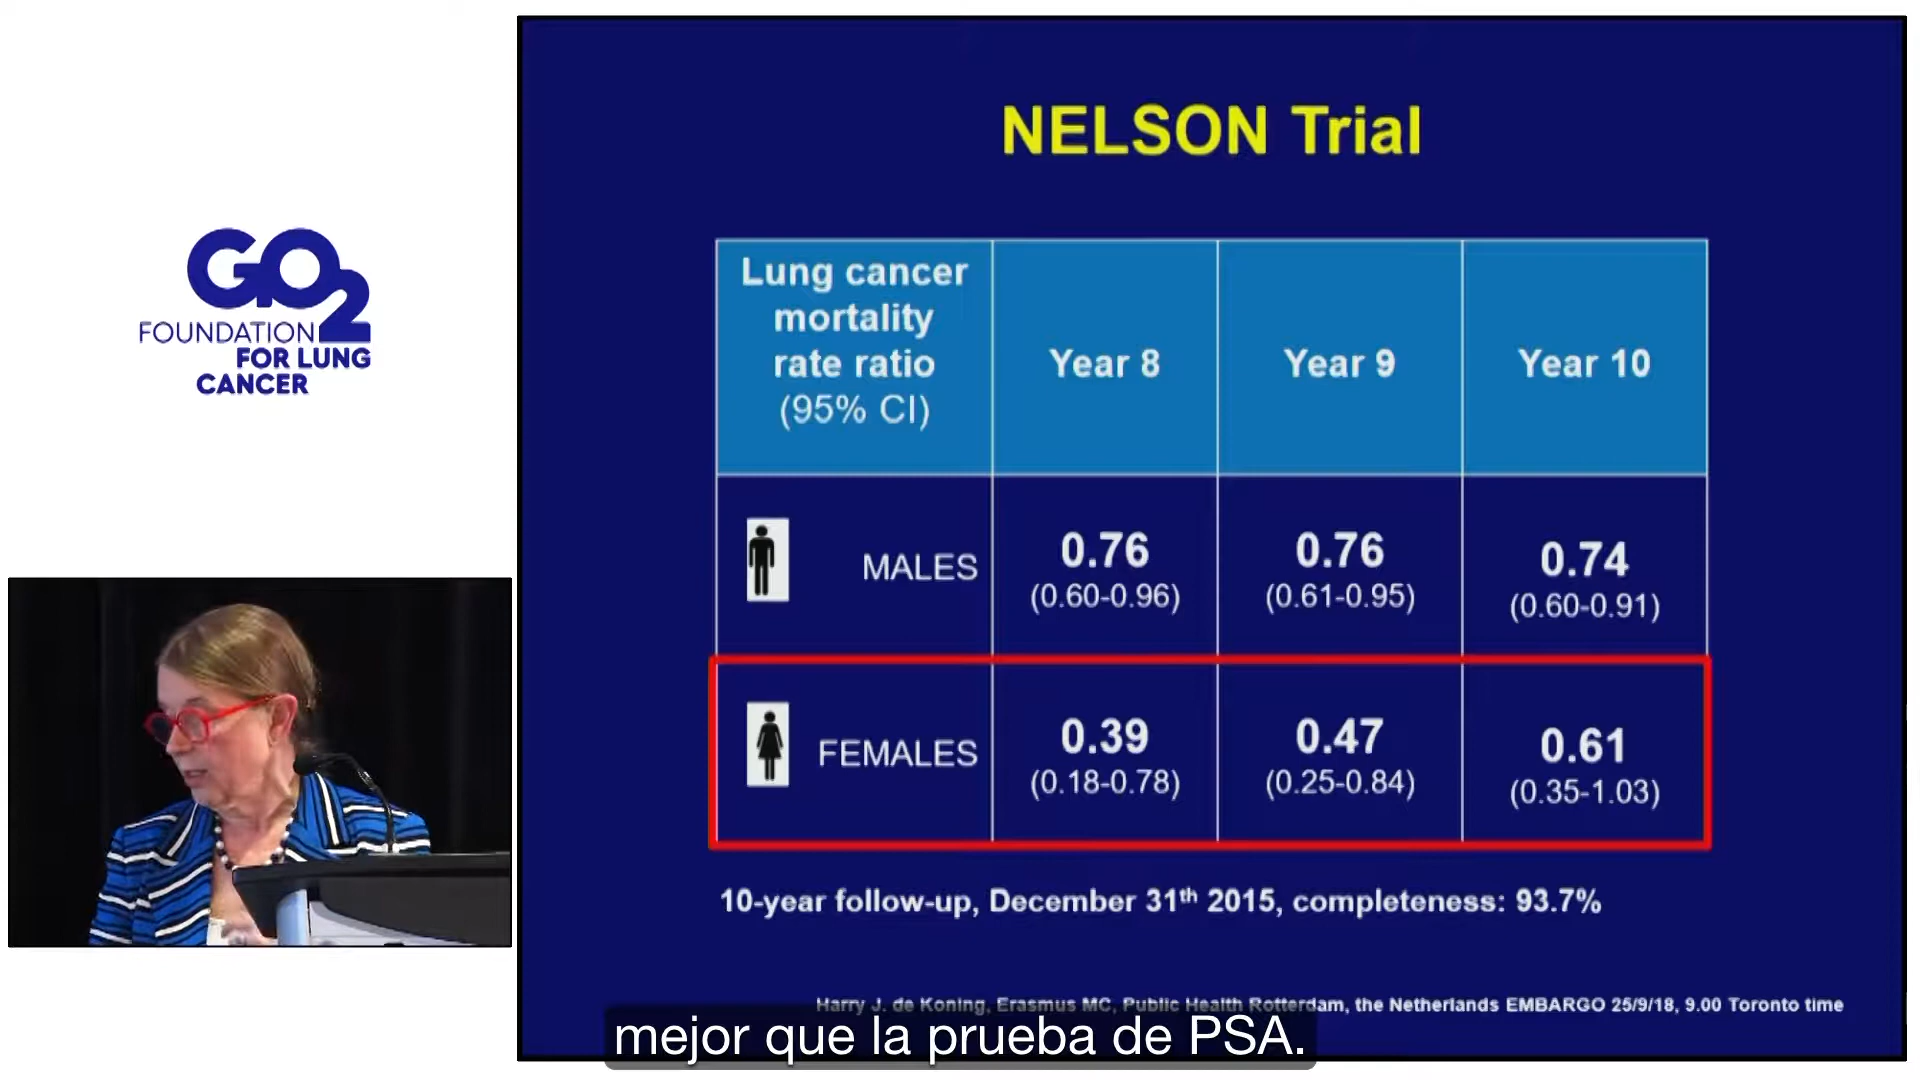 GO2
FOUNDATION
FOR LUNG
CANCER
NELSON Trial
Lung cancer
mortality
rate ratio
(95% CI)
Year 8
Year 9
Year 10
MALES
0.76
(0.60-0.96)
0.76
(0.61-0.95)
0.74
(0.60-0.91)
FEMALES
0.39
(0.18-0.78)
0.47
(0.25-0.84)
0.61
(0.35-1.03)
10-year follow-up, December 31th 2015, completeness: 93.7%
Harry J. de Koning, Erasmus MC, Public Health Rotterdam, the Netherlands EMBARGO 25/9/18, 9.00 Toronto time
mejor que la prueba de PSA.